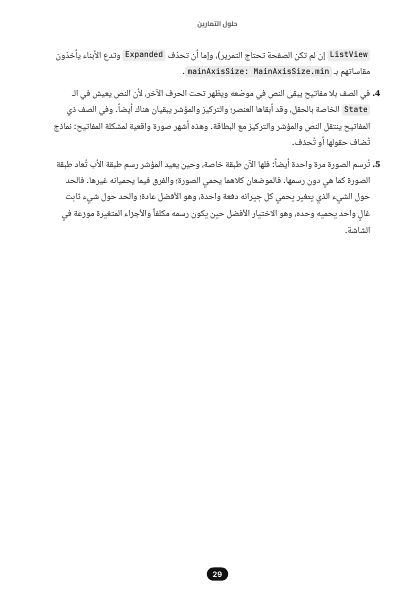 حلول التمارين
ListView إن لم تكن الصفحة تحتاج التمرير)، وإما أن تحذف Expanded وتدع الأبناء يأخذون
مقاساتهم بـ mainAxisSize: MainAxisSize.min.
4. في الصف بلا مفاتيح يبقى النص في موضعه ويظهر تحت الحرف الآخر، لأن النص يعيش في الـ
State الخاصة بالحقل، وقد أبقاها العنصر؛ والتركيز والمؤشر يبقيان هناك أيضاً. وفي الصف ذي
المفاتيح ينتقل النص والمؤشر والتركيز مع البطاقة. وهذه أشهر صورة واقعية لمشكلة المفاتيح: نماذج
تُضاف حقولها أو تُحذف.
5. تُرسم الصورة مرة واحدة أيضاً: فلها الآن طبقة خاصة، وحين يعيد المؤشر رسم طبقة الأب تُعاد طبقة
الصورة كما هي دون رسمها. فالموضعان كلاهما يحمي الصورة؛ والفرق فيما يحميانه غيرها. فالحد
حول الشيء الذي يتغير يحمي كل جيرانه دفعة واحدة، وهو الأفضل عادة؛ والحد حول شيء ثابت
غالٍ واحد يحميه وحده، وهو الاختيار الأفضل حين يكون رسمه مكلفاً والأجزاء المتغيرة موزعة في
الشاشة.
29